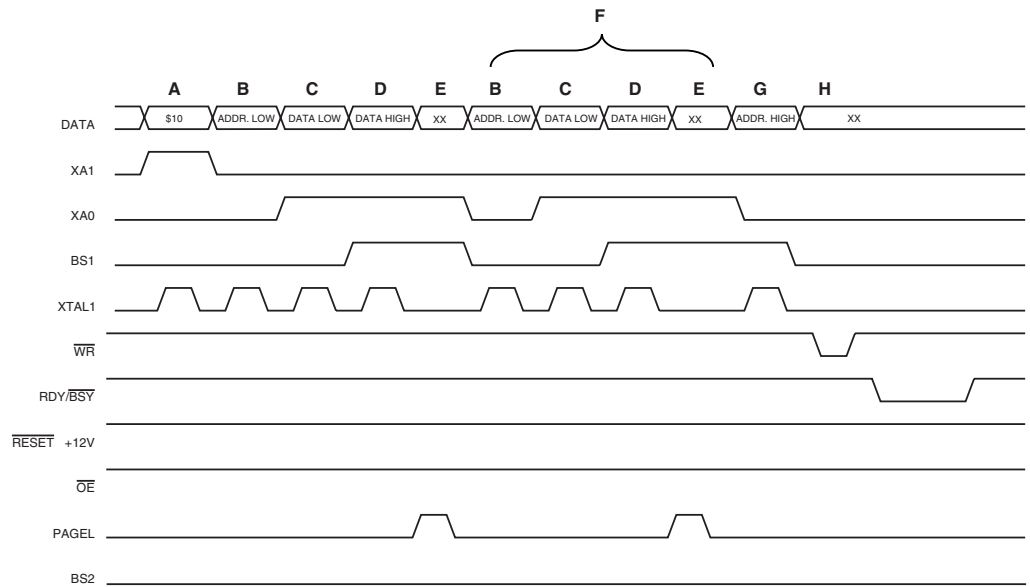 F
A B C D E B C D E G H
DATA $10 ADDR. LOW DATA LOW DATA HIGH XX ADDR. LOW DATA LOW DATA HIGH XX ADDR. HIGH XX
XA1
XA0
BS1
XTAL1
WR
RDY/BSY
RESET +12V
OE
PAGEL
BS2